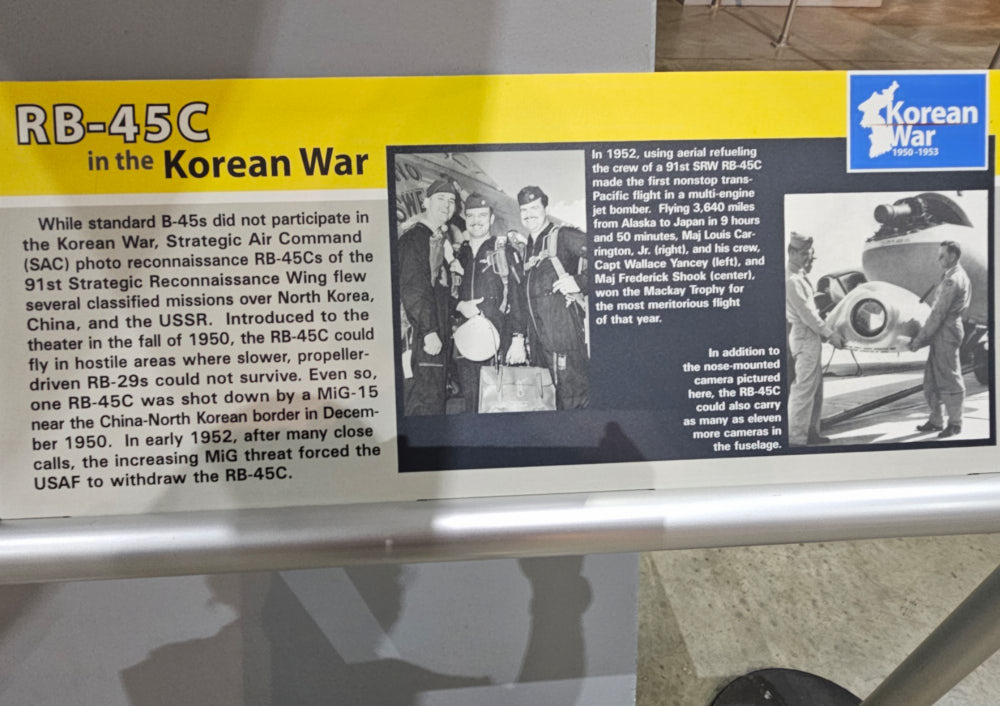 RB-45C
in the Korean War
While standard B-45s did not participate in
the Korean War, Strategic Air Command
(SAC) photo reconnaissance RB-45Cs of the
91st Strategic Reconnaissance Wing flew
several classified missions over North Korea,
China, and the USSR. Introduced to the
theater in the fall of 1950, the RB-45C could
fly in hostile areas where slower, propeller-
driven RB-29s could not survive. Even so,
one RB-45C was shot down by a MiG-15
near the China-North Korean border in Decem-
ber 1950. In early 1952, after many close
calls, the increasing MiG threat forced the
USAF to withdraw the RB-45C.
In 1952, using aerial refueling
the crew of a 91st SRW RB-45C
made the first nonstop trans-
Pacific flight in a multi-engine
jet bomber. Flying 3,640 miles
from Alaska to Japan in 9 hours
and 50 minutes, Maj Louis Car-
rington, Jr. (right), and his crew,
Capt Wallace Yancey (left), and
Maj Frederick Shook (center),
won the Mackay Trophy for
the most meritorious flight
of that year.
In addition to
the nose-mounted
camera pictured
here, the RB-45C
could also carry
as many as eleven
more cameras in
the fuselage.
Korean
War
1950-1953